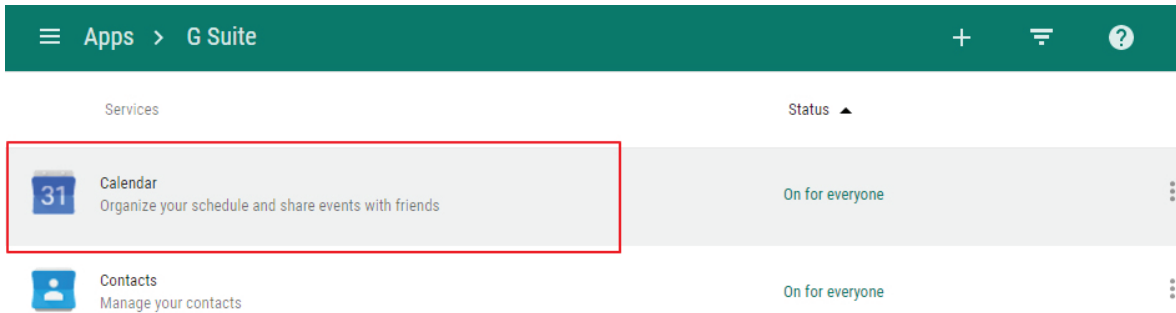 Apps > G Suite
Services
Status
31
Calendar
Organize your schedule and share events with friends
On for everyone
Contacts
Manage your contacts
On for everyone